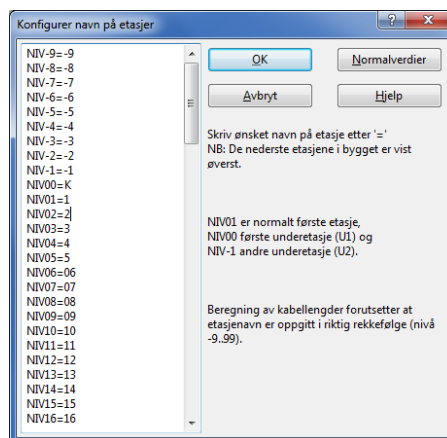 Konfigurer navn på etasjer
NIV-9=-9
NIV-8=-8
NIV-7=-7
NIV-6=-6
NIV-5=-5
NIV-4=-4
NIV-3=-3
NIV-2=-2
NIV-1=-1
NIV00=K
NIV01=1
NIV02=2
NIV03=3
NIV04=4
NIV05=5
NIV06=06
NIV07=07
NIV08=08
NIV09=09
NIV10=10
NIV11=11
NIV12=12
NIV13=13
NIV14=14
NIV15=15
NIV16=16
OK
Normalverdier
Avbryt
Hjelp
Skriv ønsket navn på etasje etter '='
NB: De nederste etasjene i bygget er vist
øverst.
NIV01 er normalt første etasje,
NIV00 første underetasje (U1) og
NIV-1 andre underetasje (U2).
Beregning av kabellengder forutsetter at
etasjenavn er oppgitt i riktig rekkefølge (nivå
-9..99).